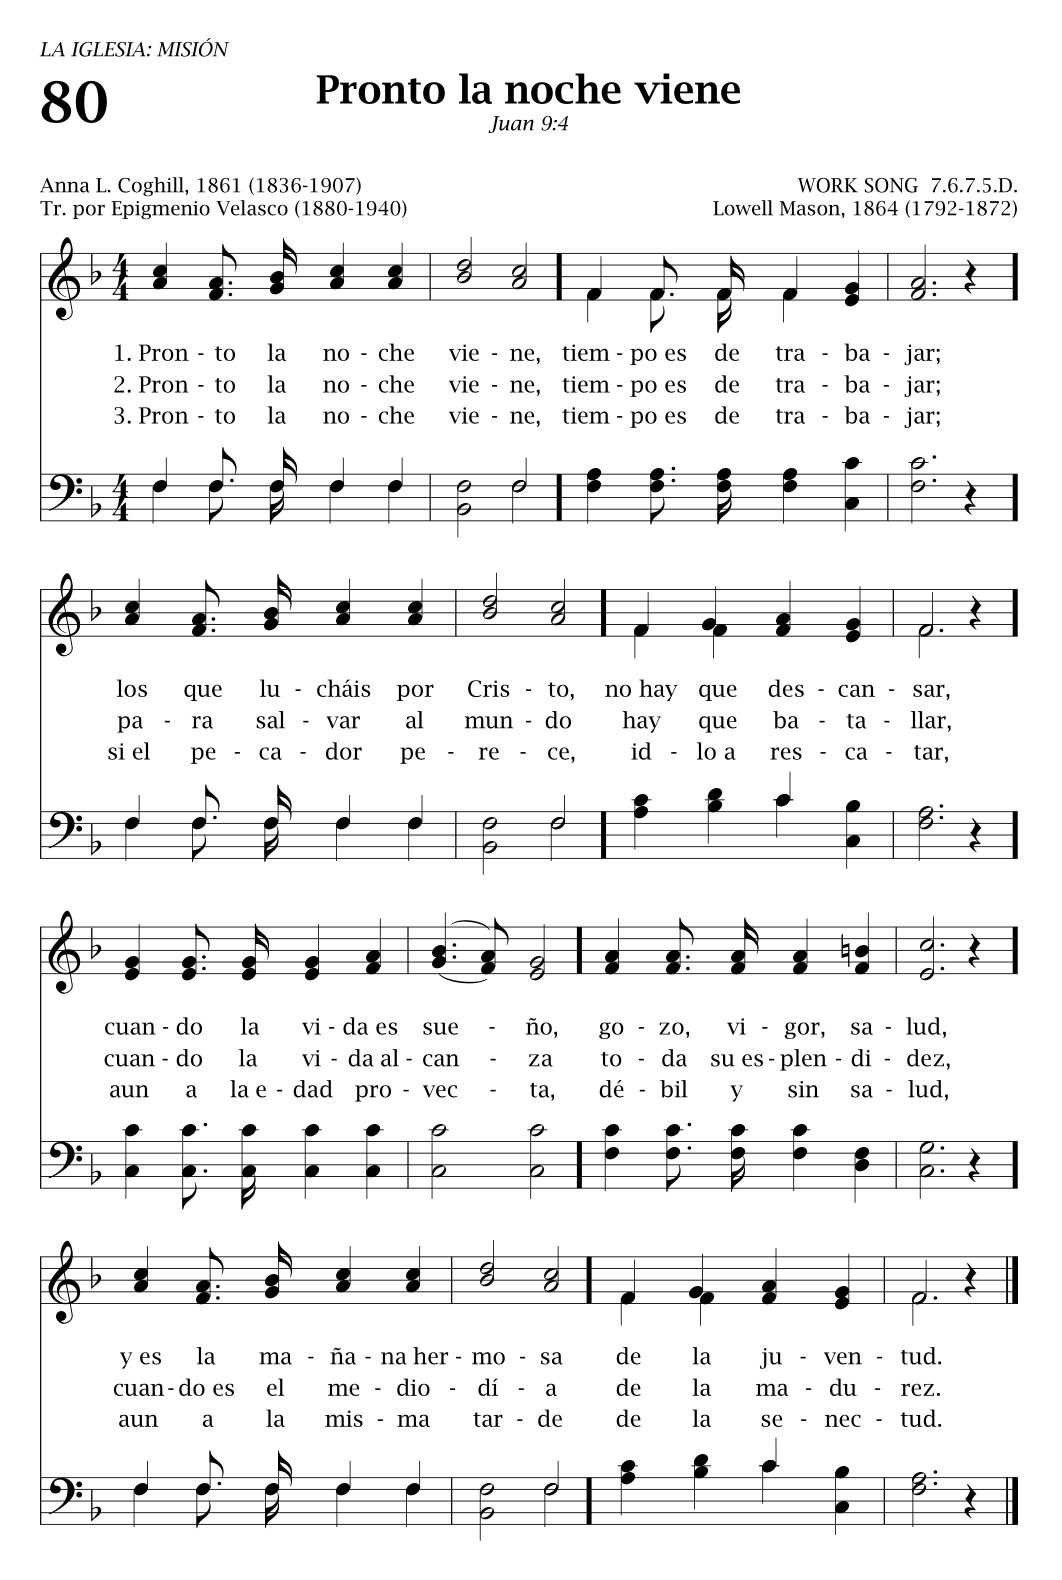 LA IGLESIA: MISIÓN
80
Pronto la noche viene
Juan 9:4
Anna L. Coghill, 1861 (1836-1907)
WORK SONG 7.6.7.5.D.
Tr. por Epigmenio Velasco (1880-1940)
Lowell Mason, 1864 (1792-1872)
1. Pron - to la no - che vie - ne, tiem - po es de tra - ba - jar;
2. Pron - to la no - che vie - ne, tiem - po es de tra - ba - jar;
3. Pron - to la no - che vie - ne, tiem - po es de tra - ba - jar;
los que lu - cháis por Cris - to, no hay que des - can - sar,
pa - ra sal - var al mun - do hay que ba - ta - llar,
si el pe - ca - dor pe - re - ce, id - lo a res - ca - tar,
cuan - do la vi - da es sue - ño, go - zo, vi - gor, sa - lud,
cuan - do la vi - da al - can - za to - da su es - plen - di - dez,
aun a la e - dad pro - vec - ta, dé - bil y sin sa - lud,
y es la ma - ña - na her - mo - sa de la ju - ven - tud.
cuan - do es el me - dio - dí - a de la ma - du - rez.
aun a la mis - ma tar - de de la se - nec - tud.